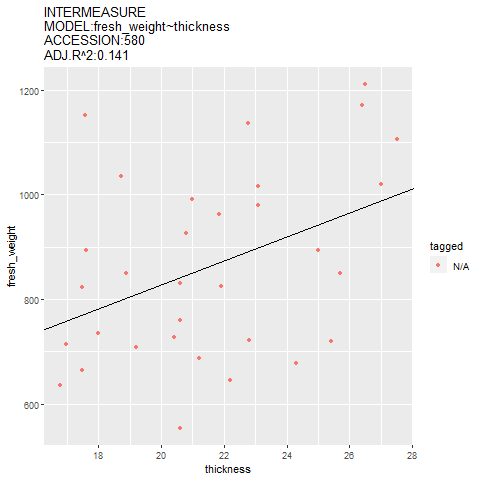 INTERMEASURE
MODEL:fresh_weight~thickness
ACCESSION:580
ADJ.R^2:0.141
1200
1000
800
600
fresh_weight
18
20
22
24
26
28
thickness
tagged
N/A